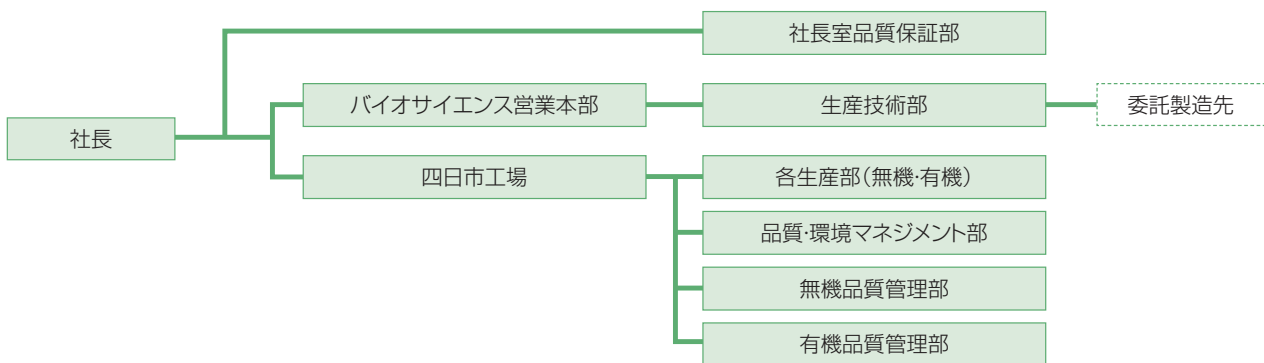 社長室品質保証部
バイオサイエンス営業本部
生産技術部
委託製造先
社長
四日市工場
各生産部(無機・有機)
品質・環境マネジメント部
無機品質管理部
有機品質管理部